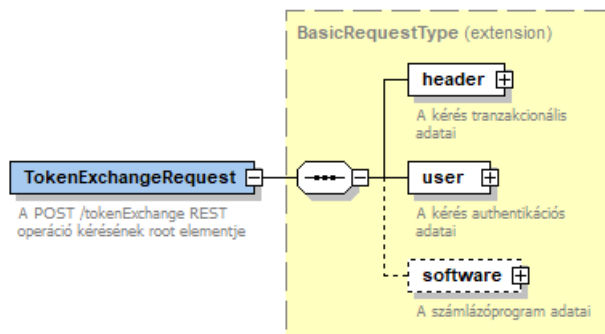 BasicRequestType (extension)
header
A kérés tranzakcionális
adatai
TokenExchangeRequest
A POST /tokenExchange REST
operáció kérésének root elementje
user
A kérés authentikációs
adatai
software
A számlázóprogram adatai